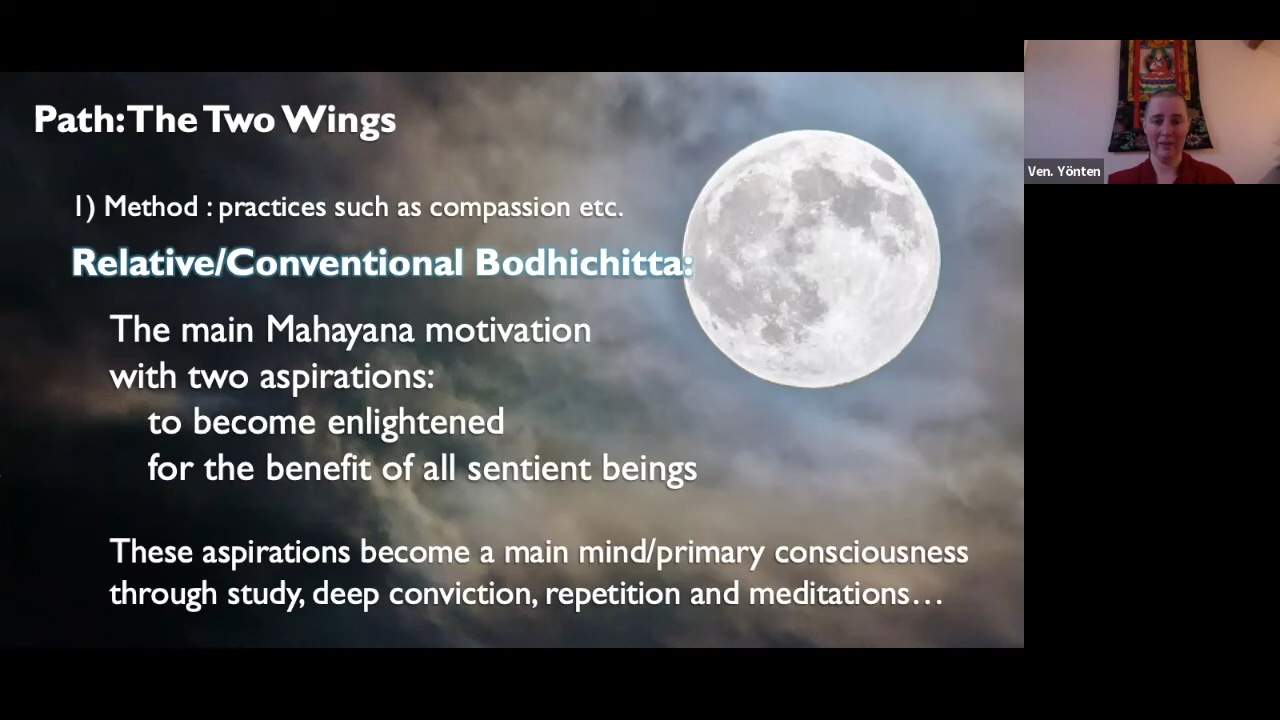 Path: The Two Wings
1) Method : practices such as compassion etc.
Relative/Conventional Bodhichitta:
The main Mahayana motivation
with two aspirations:
to become enlightened
for the benefit of all sentient beings
These aspirations become a main mind/primary consciousness
through study, deep conviction, repetition and meditations…
Ven. Yönten